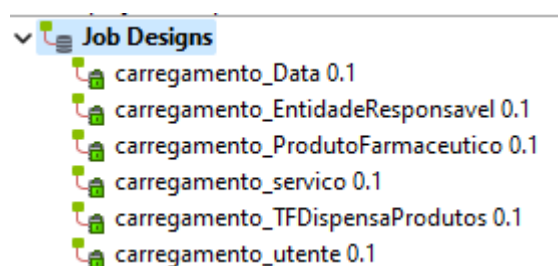 Job Designs
carregamento_Data 0.1
carregamento_EntidadeResponsavel 0.1
carregamento_ProdutoFarmaceutico 0.1
carregamento_servico 0.1
carregamento_TFDispensaProdutos 0.1
carregamento_utente 0.1